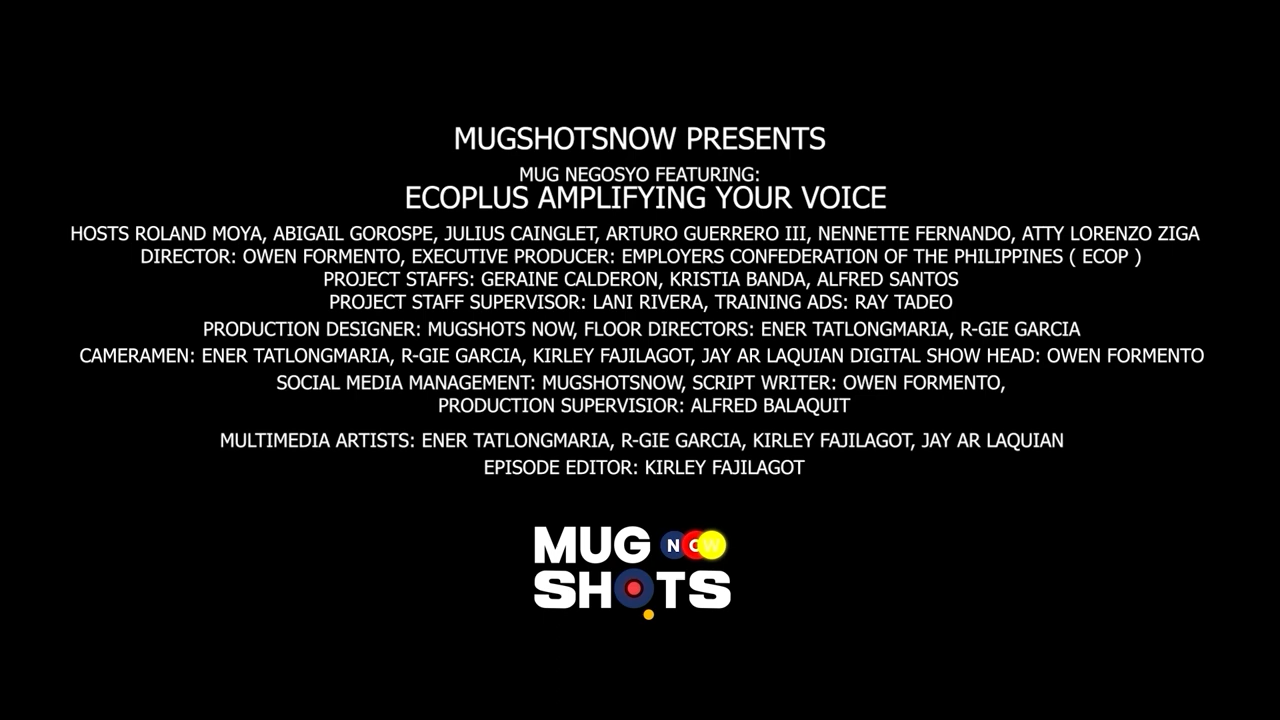 MUGSHOTSNOW PRESENTS
MUG NEGOSYO FEATURING:
ECOPLUS AMPLIFYING YOUR VOICE
HOSTS ROLAND MOYA, ABIGAIL GOROSPE, JULIUS CAINGLET, ARTURO GUERRERO III, NENNETTE FERNANDO, ATTY LORENZO ZIGA
DIRECTOR: OWEN FORMENTO, EXECUTIVE PRODUCER: EMPLOYERS CONFEDERATION OF THE PHILIPPINES ( ECOP )
PROJECT STAFFS: GERAINE CALDERON, KRISTIA BANDA, ALFRED SANTOS
PROJECT STAFF SUPERVISOR: LANI RIVERA, TRAINING ADS: RAY TADEO
PRODUCTION DESIGNER: MUGSHOTS NOW, FLOOR DIRECTORS: ENER TATLONGMARIA, R-GIE GARCIA
CAMERAMEN: ENER TATLONGMARIA, R-GIE GARCIA, KIRLEY FAJILAGOT, JAY AR LAQUIAN DIGITAL SHOW HEAD: OWEN FORMENTO
SOCIAL MEDIA MANAGEMENT: MUGSHOTSNOW, SCRIPT WRITER: OWEN FORMENTO,
PRODUCTION SUPERVISIOR: ALFRED BALAQUIT
MULTIMEDIA ARTISTS: ENER TATLONGMARIA, R-GIE GARCIA, KIRLEY FAJILAGOT, JAY AR LAQUIAN
EPISODE EDITOR: KIRLEY FAJILAGOT
MUG NOW
SHOTS